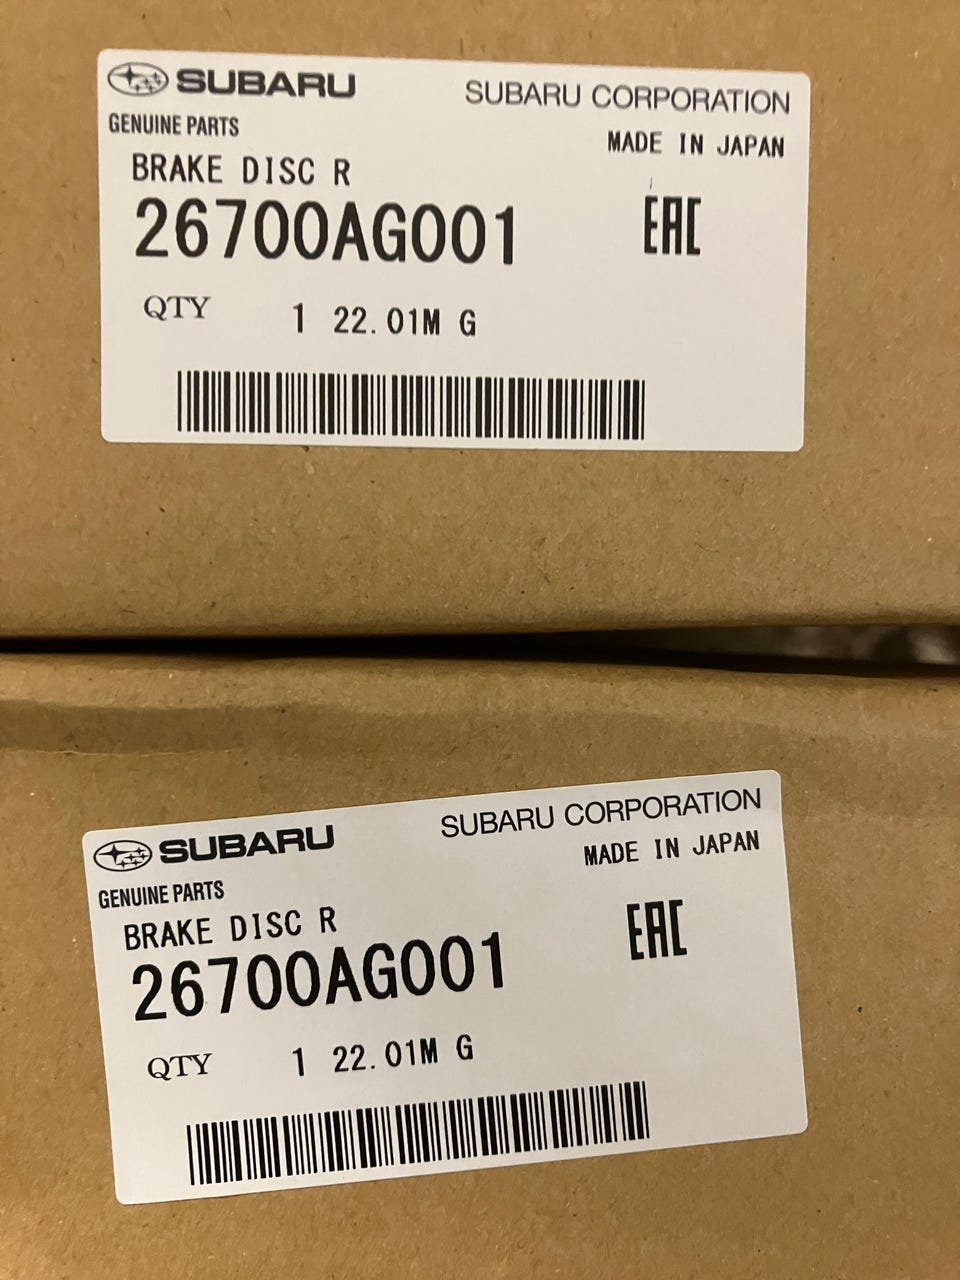 SUBARU SUBARU CORPORATION
GENUINE PARTS MADE IN JAPAN
BRAKE DISC R
26700AG001 EAC
QTY 1 22.01M G
SUBARU SUBARU CORPORATION
GENUINE PARTS MADE IN JAPAN
BRAKE DISC R
26700AG001 EAC
QTY 1 22.01M G